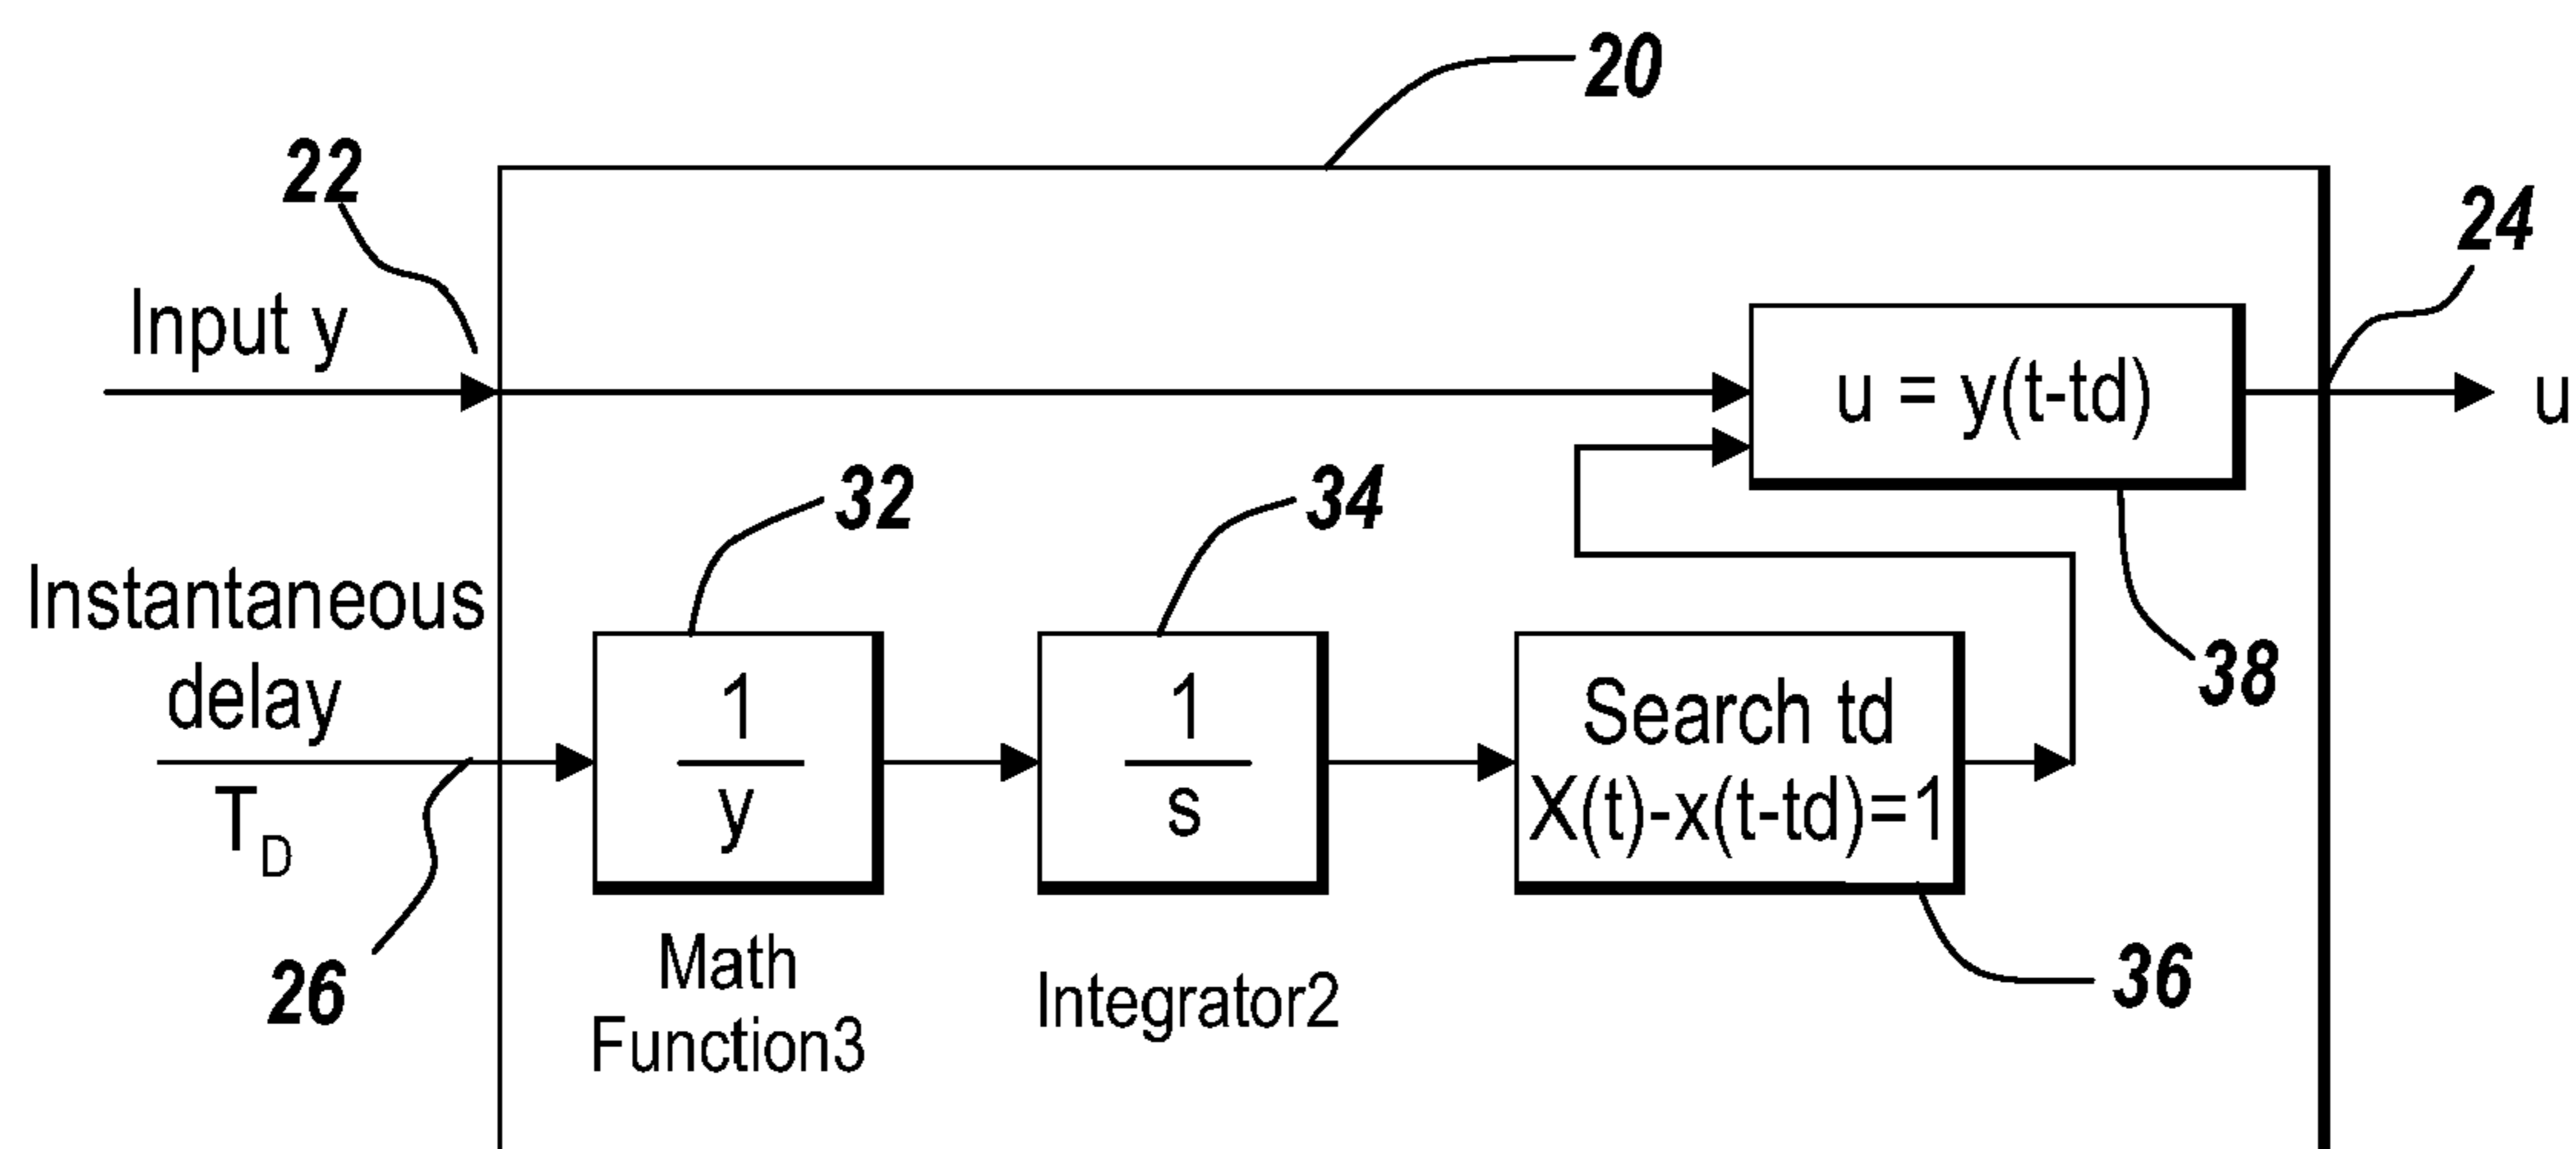 20
22
24
Input y
u = y(t-td)
u
32
34
Instantaneous
delay
T_D
1
y
1
s
Search td
X(t)-x(t-td)=1
38
26
Math
Function3
Integrator2
36